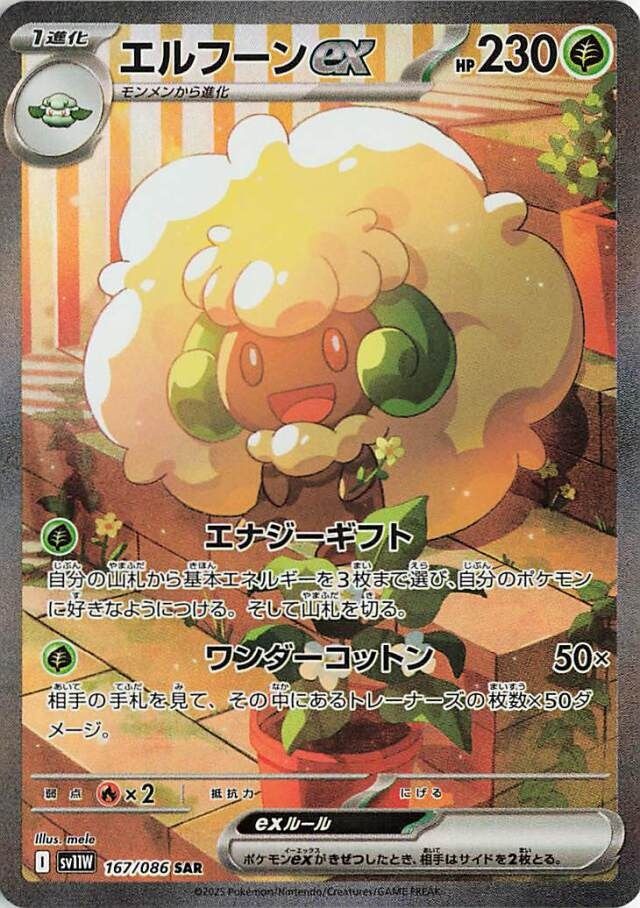 1進化
エルフーンex
HP230
モンメンから進化
エナジーギフト
自分の山札から基本エネルギーを3枚まで選び、自分のポケモン
に好きなようにつける。そして山札を切る。
ワンダーコットン 50×
相手の手札を見て、その中にあるトレーナーズの枚数×50ダ
メージ。
弱点 ×2 抵抗力 にげる
exルール
ポケモンexがきぜつしたとき、相手はサイドを2枚とる。
Illus. mele
I sv11W 167/086 SAR
©2025 Pokémon/Nintendo/Creatures/GAME FREAK